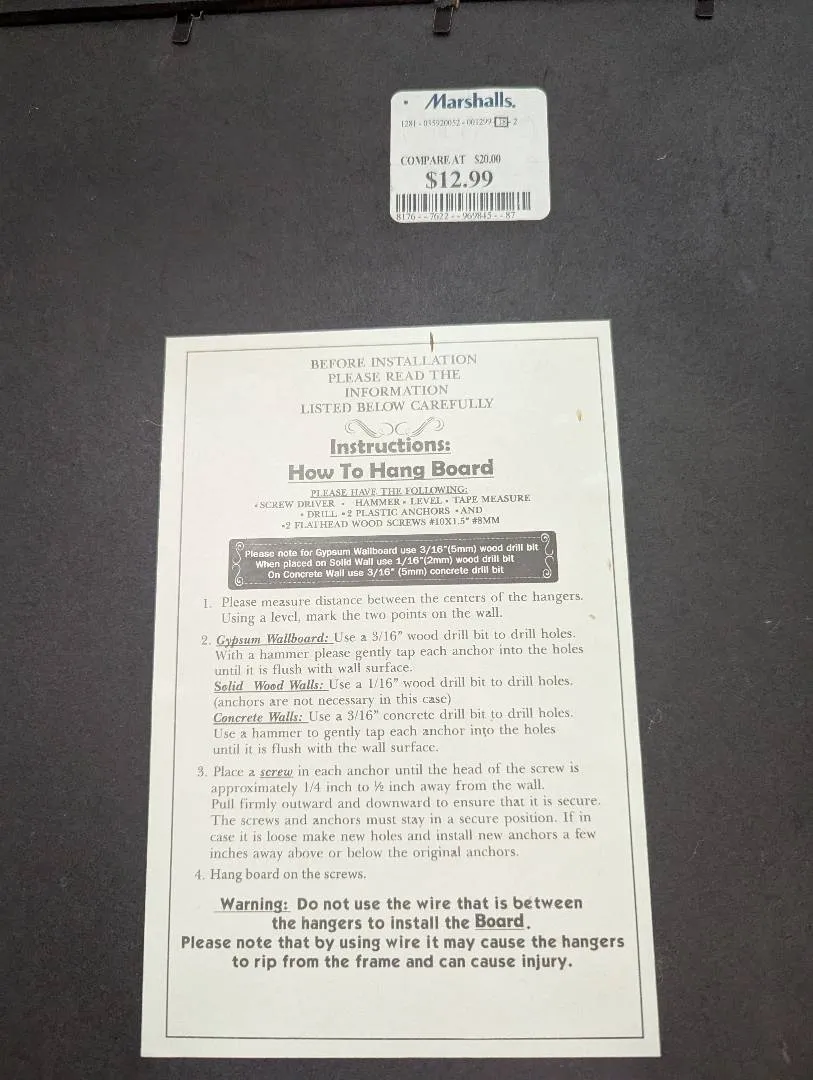 Marshalls.
1281 - 035920052 - 001299 - 18 - 2
COMPARE AT $20.00
$12.99
8176 - - 7622 - - 969845 - - 87
BEFORE INSTALLATION
PLEASE READ THE
INFORMATION
LISTED BELOW CAREFULLY
Instructions:
How To Hang Board
PLEASE HAVE THE FOLLOWING:
• SCREW DRIVER • HAMMER • LEVEL • TAPE MEASURE
• DRILL • 2 PLASTIC ANCHORS • AND
•2 FLATHEAD WOOD SCREWS #10X1.5" #8MM
Please note for Gypsum Wallboard use 3/16"(5mm) wood drill bit
When placed on Solid Wall use 1/16"(2mm) wood drill bit
On Concrete Wall use 3/16" (5mm) concrete drill bit
1. Please measure distance between the centers of the hangers.
Using a level, mark the two points on the wall.
2. Gypsum Wallboard: Use a 3/16" wood drill bit to drill holes.
With a hammer please gently tap each anchor into the holes
until it is flush with wall surface.
Solid Wood Walls: Use a 1/16" wood drill bit to drill holes.
(anchors are not necessary in this case)
Concrete Walls: Use a 3/16" concrete drill bit to drill holes.
Use a hammer to gently tap each anchor into the holes
until it is flush with the wall surface.
3. Place a screw in each anchor until the head of the screw is
approximately 1/4 inch to ½ inch away from the wall.
Pull firmly outward and downward to ensure that it is secure.
The screws and anchors must stay in a secure position. If in
case it is loose make new holes and install new anchors a few
inches away above or below the original anchors.
4. Hang board on the screws.
Warning: Do not use the wire that is between
the hangers to install the Board.
Please note that by using wire it may cause the hangers
to rip from the frame and can cause injury.